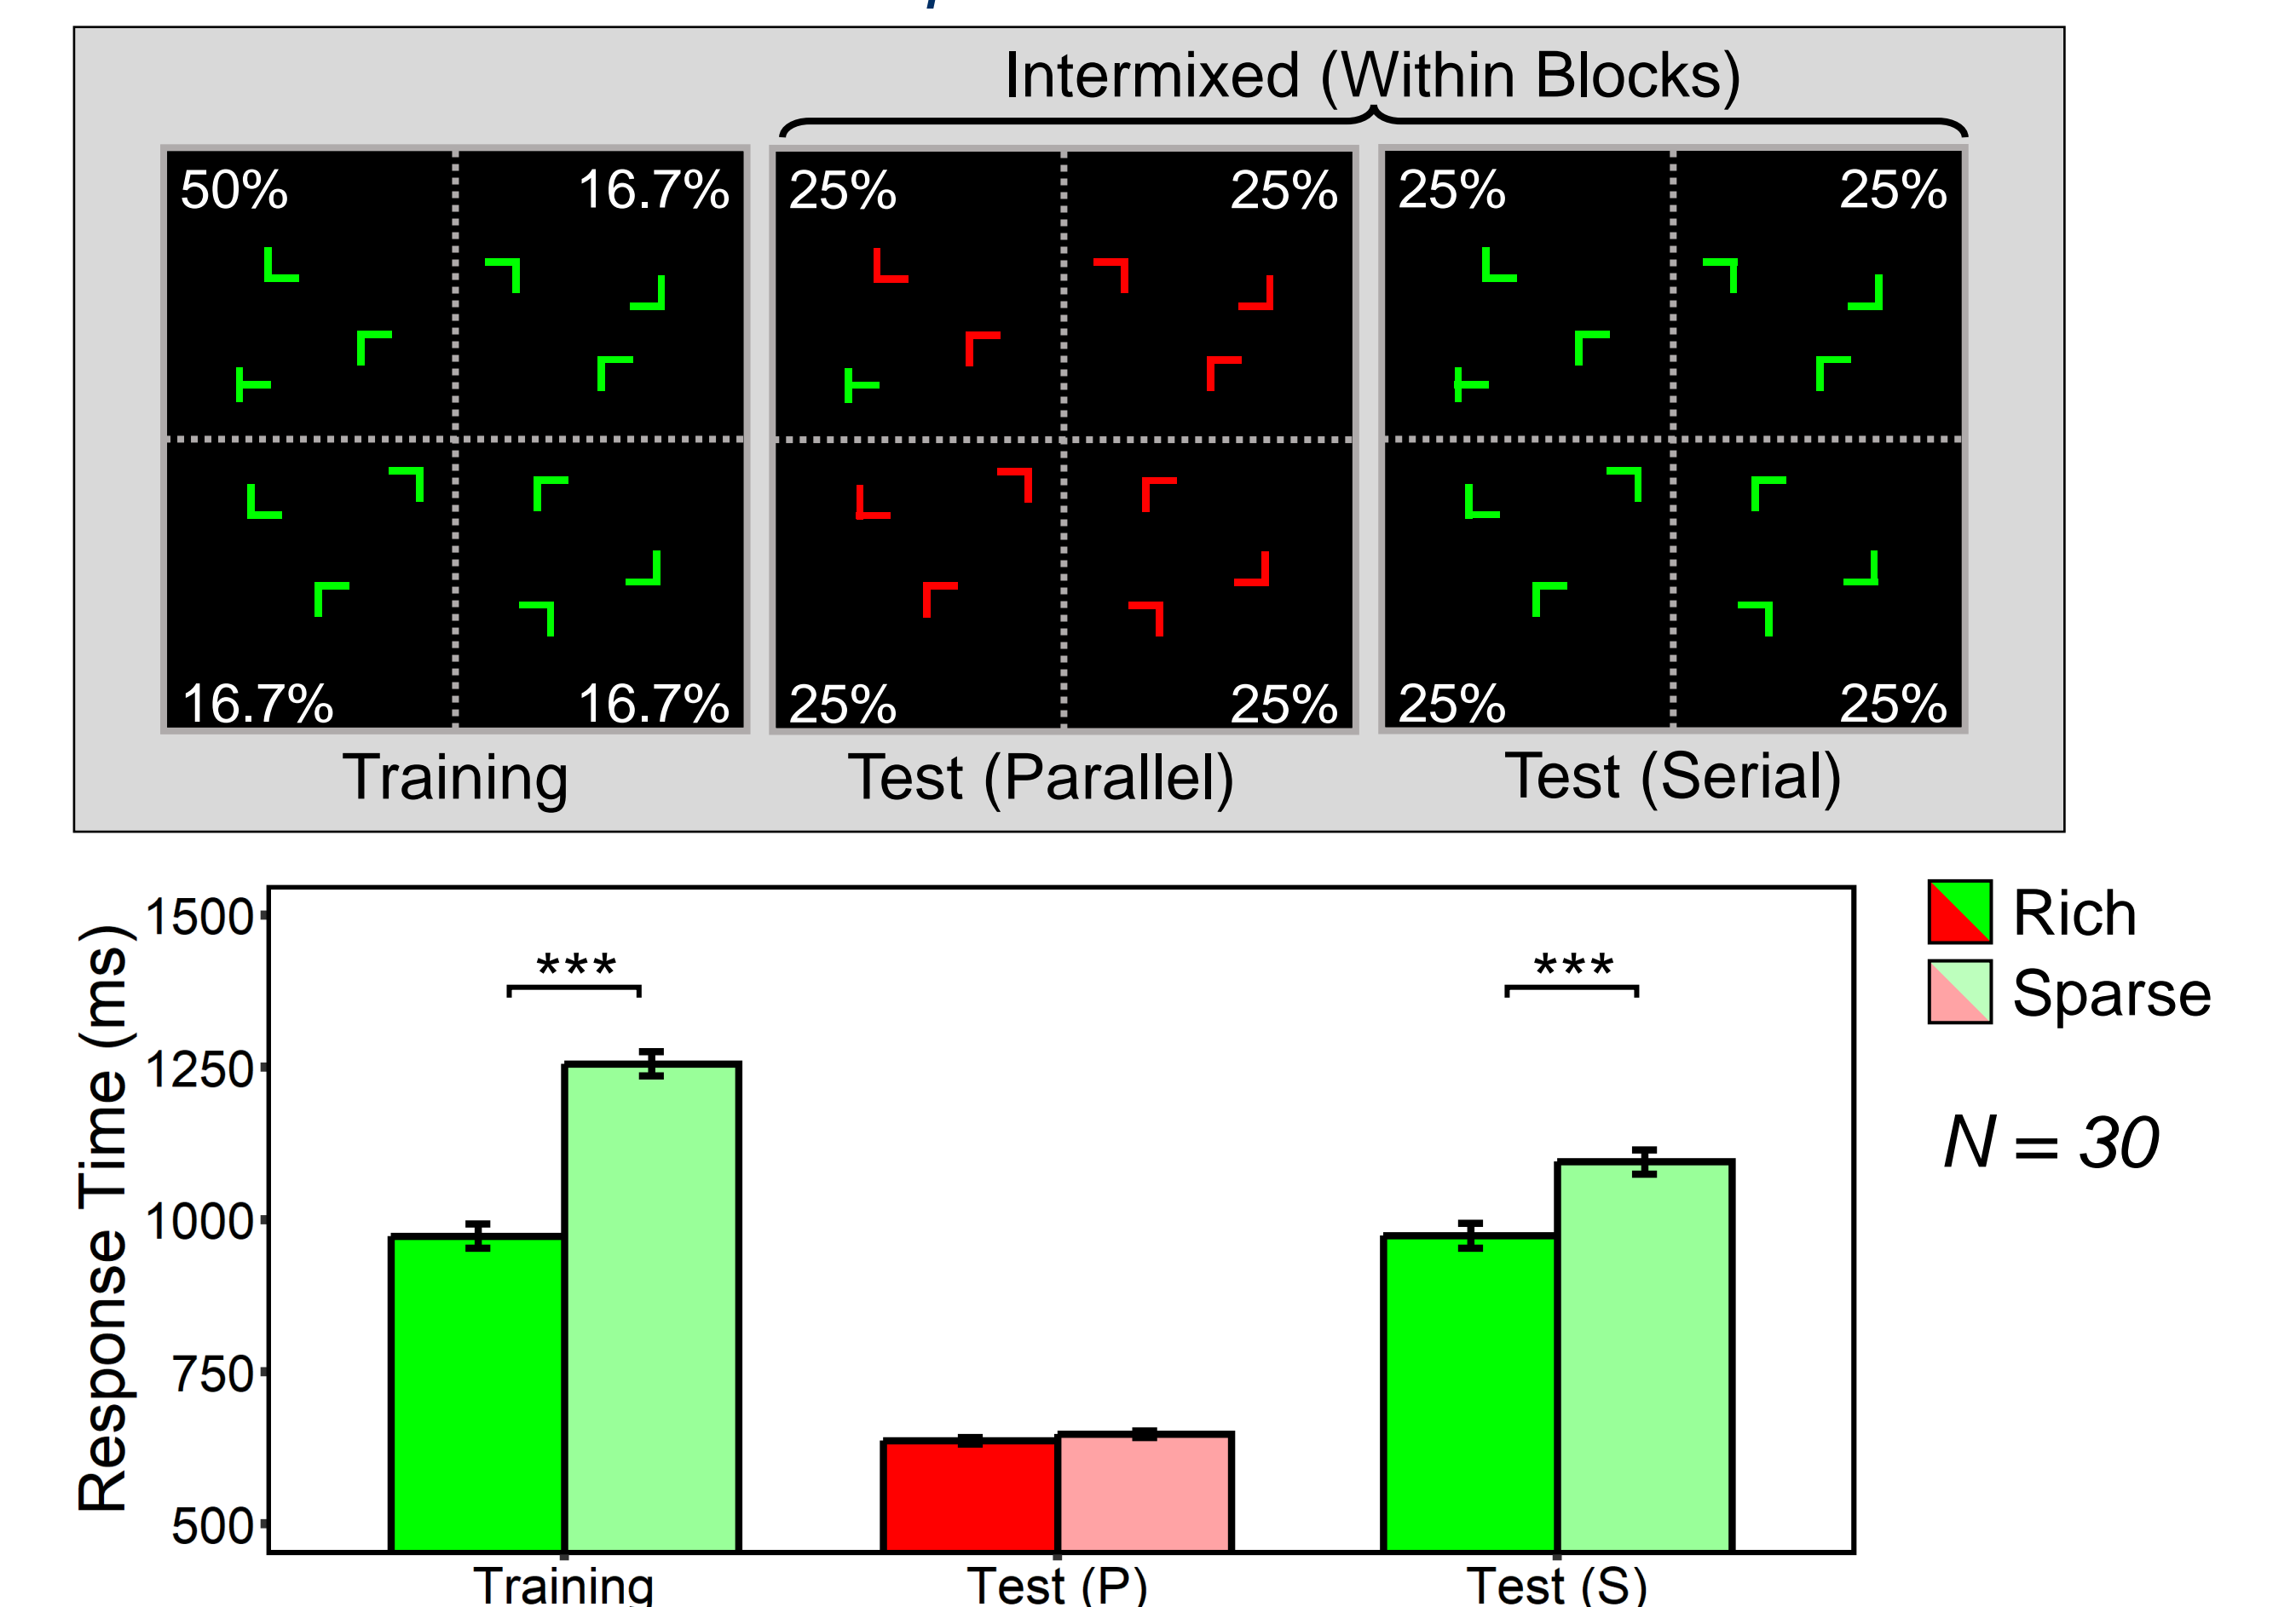 Intermixed (Within Blocks)
50% 16.7% 25% 25% 25% 25%
16.7% 16.7% 25% 25% 25% 25%
Training Test (Parallel) Test (Serial)
Response Time (ms)
1500
1250
1000
750
500
*** ***
Rich
Sparse
N = 30
Training Test (P) Test (S)